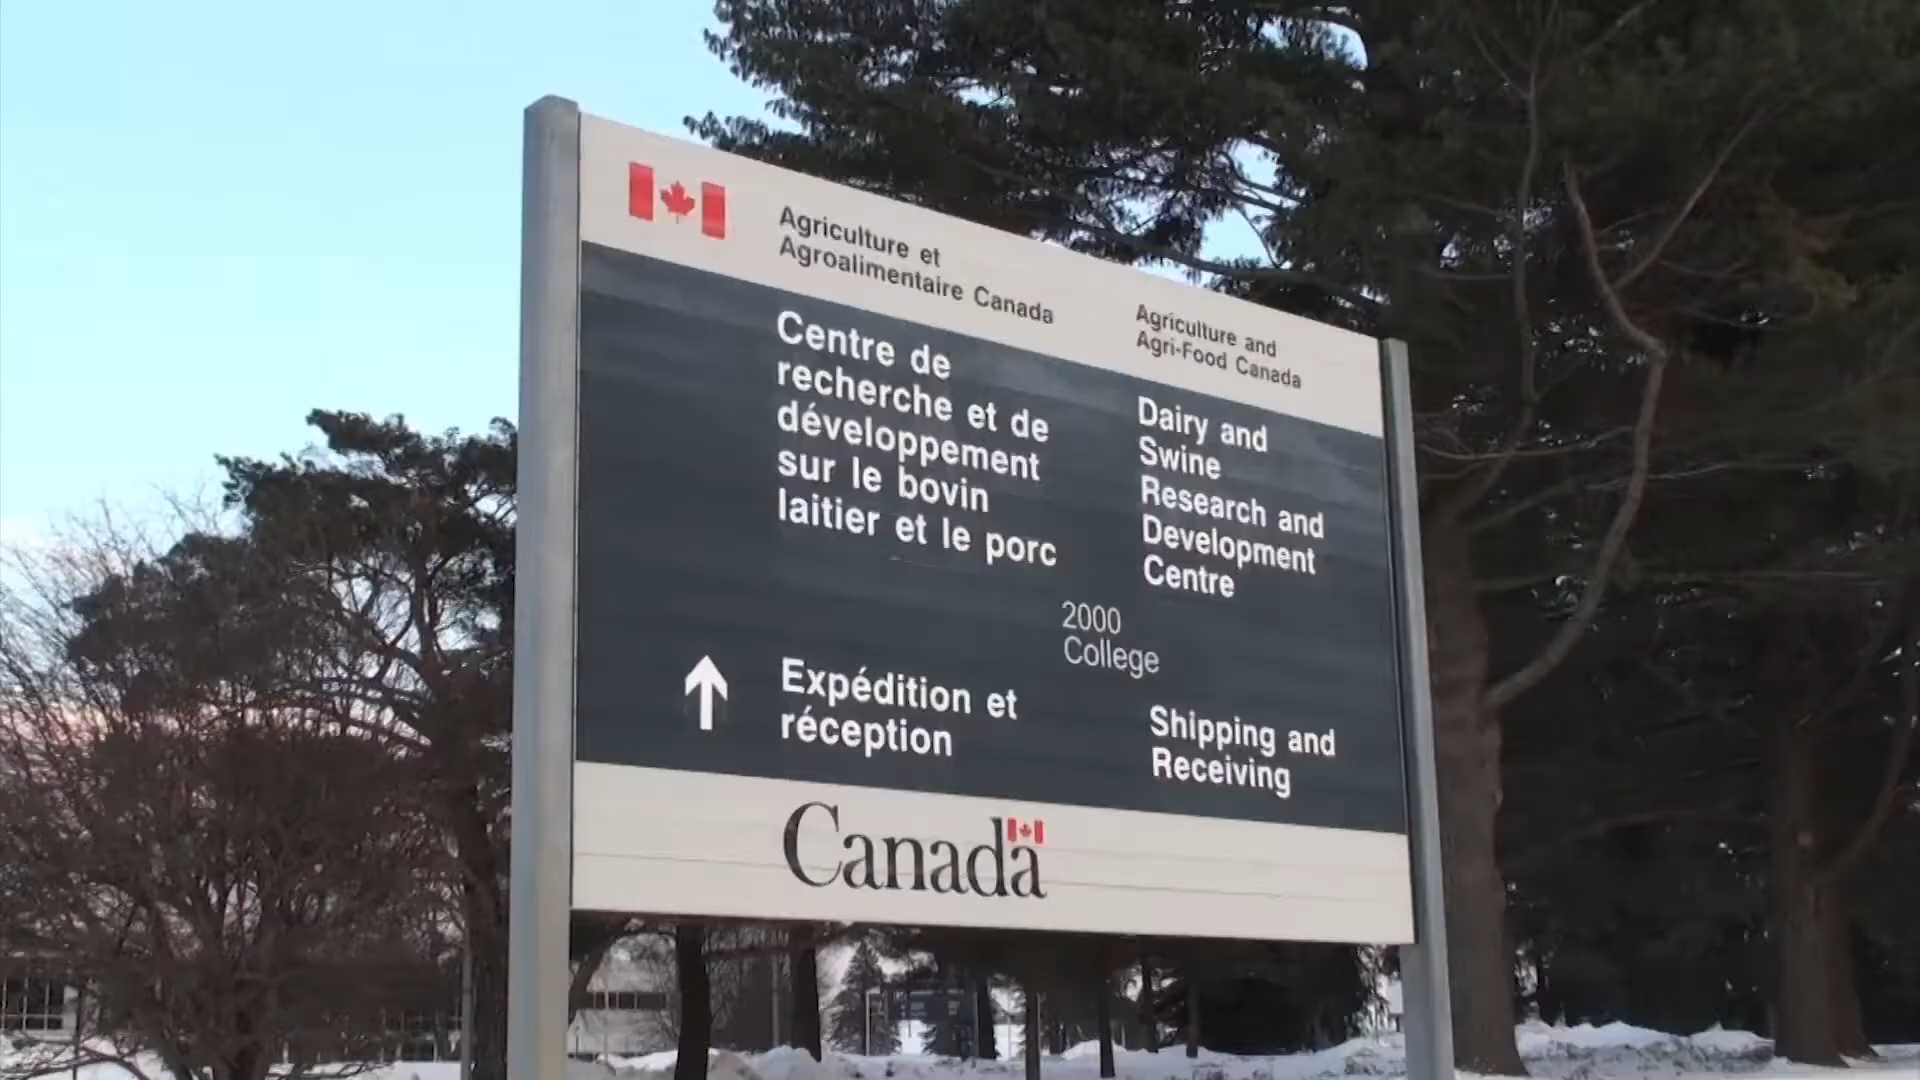 Agriculture et
Agroalimentaire Canada
Agriculture and
Agri-Food Canada
Centre de
recherche et de
développement
sur le bovin
laitier et le porc
Dairy and
Swine
Research and
Development
Centre
2000
College
Expédition et
réception
Shipping and
Receiving
Canada